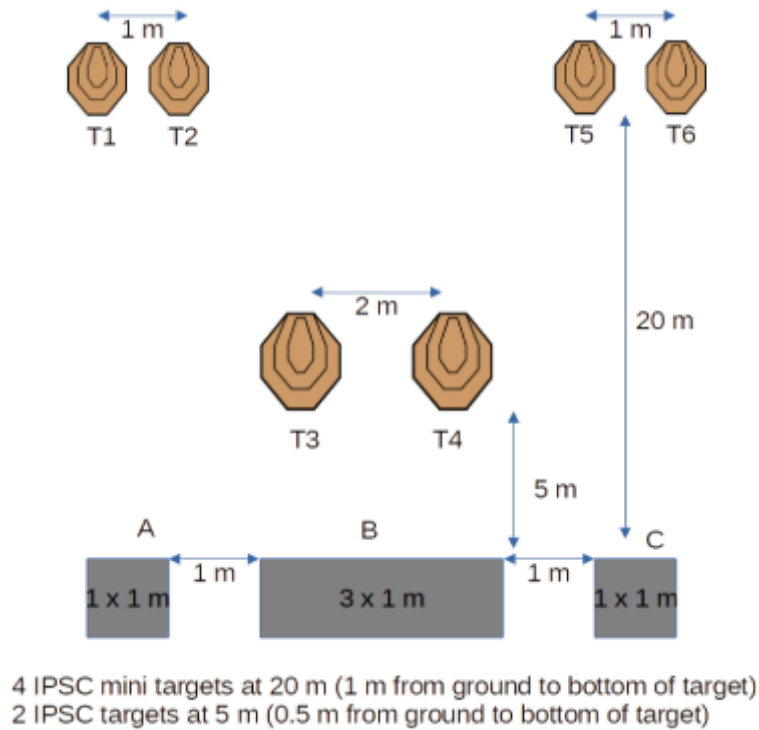 1 m 1 m
T1 T2 T5 T6
2 m
20 m
T3 T4
5 m
A B C
1 m 1 m
1 x 1 m 3 x 1 m 1 x 1 m
4 IPSC mini targets at 20 m (1 m from ground to bottom of target)
2 IPSC targets at 5 m (0.5 m from ground to bottom of target)